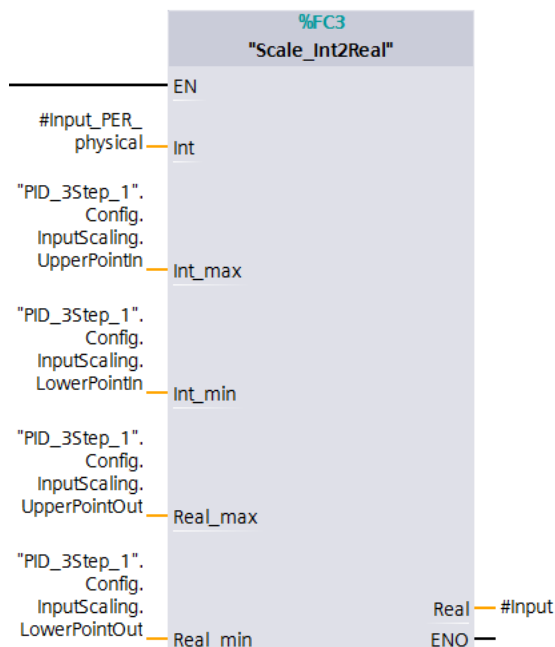 %FC3
"Scale_Int2Real"
EN
#Input_PER_
physical
Int
"PID_3Step_1".
Config.
InputScaling.
UpperPointIn
Int_max
"PID_3Step_1".
Config.
InputScaling.
LowerPointIn
Int_min
"PID_3Step_1".
Config.
InputScaling.
UpperPointOut
Real_max
"PID_3Step_1".
Config.
InputScaling.
LowerPointOut
Real_min
Real
#Input
ENO